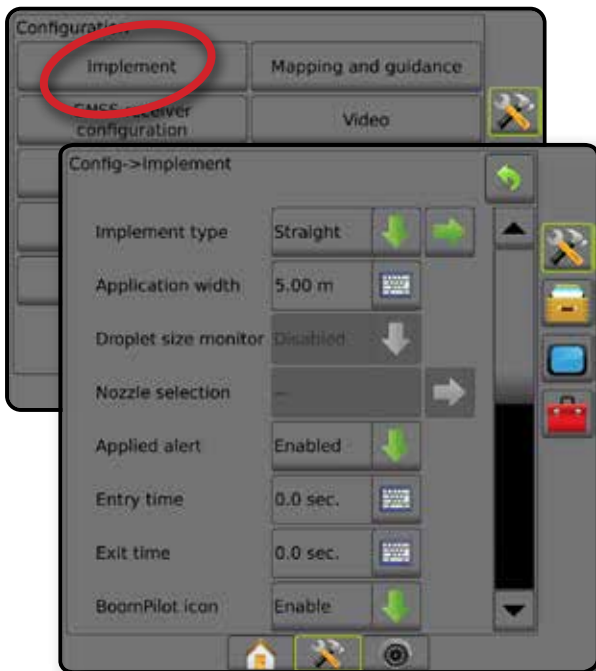 Configuration
Implement
Mapping and guidance
GNSS receiver
configuration
Video
Config->Implement
Implement type
Straight
Application width
5.00 m
Droplet size monitor
Disabled
Nozzle selection
--
Applied alert
Enabled
Entry time
0.0 sec.
Exit time
0.0 sec.
BoomPilot icon
Enable